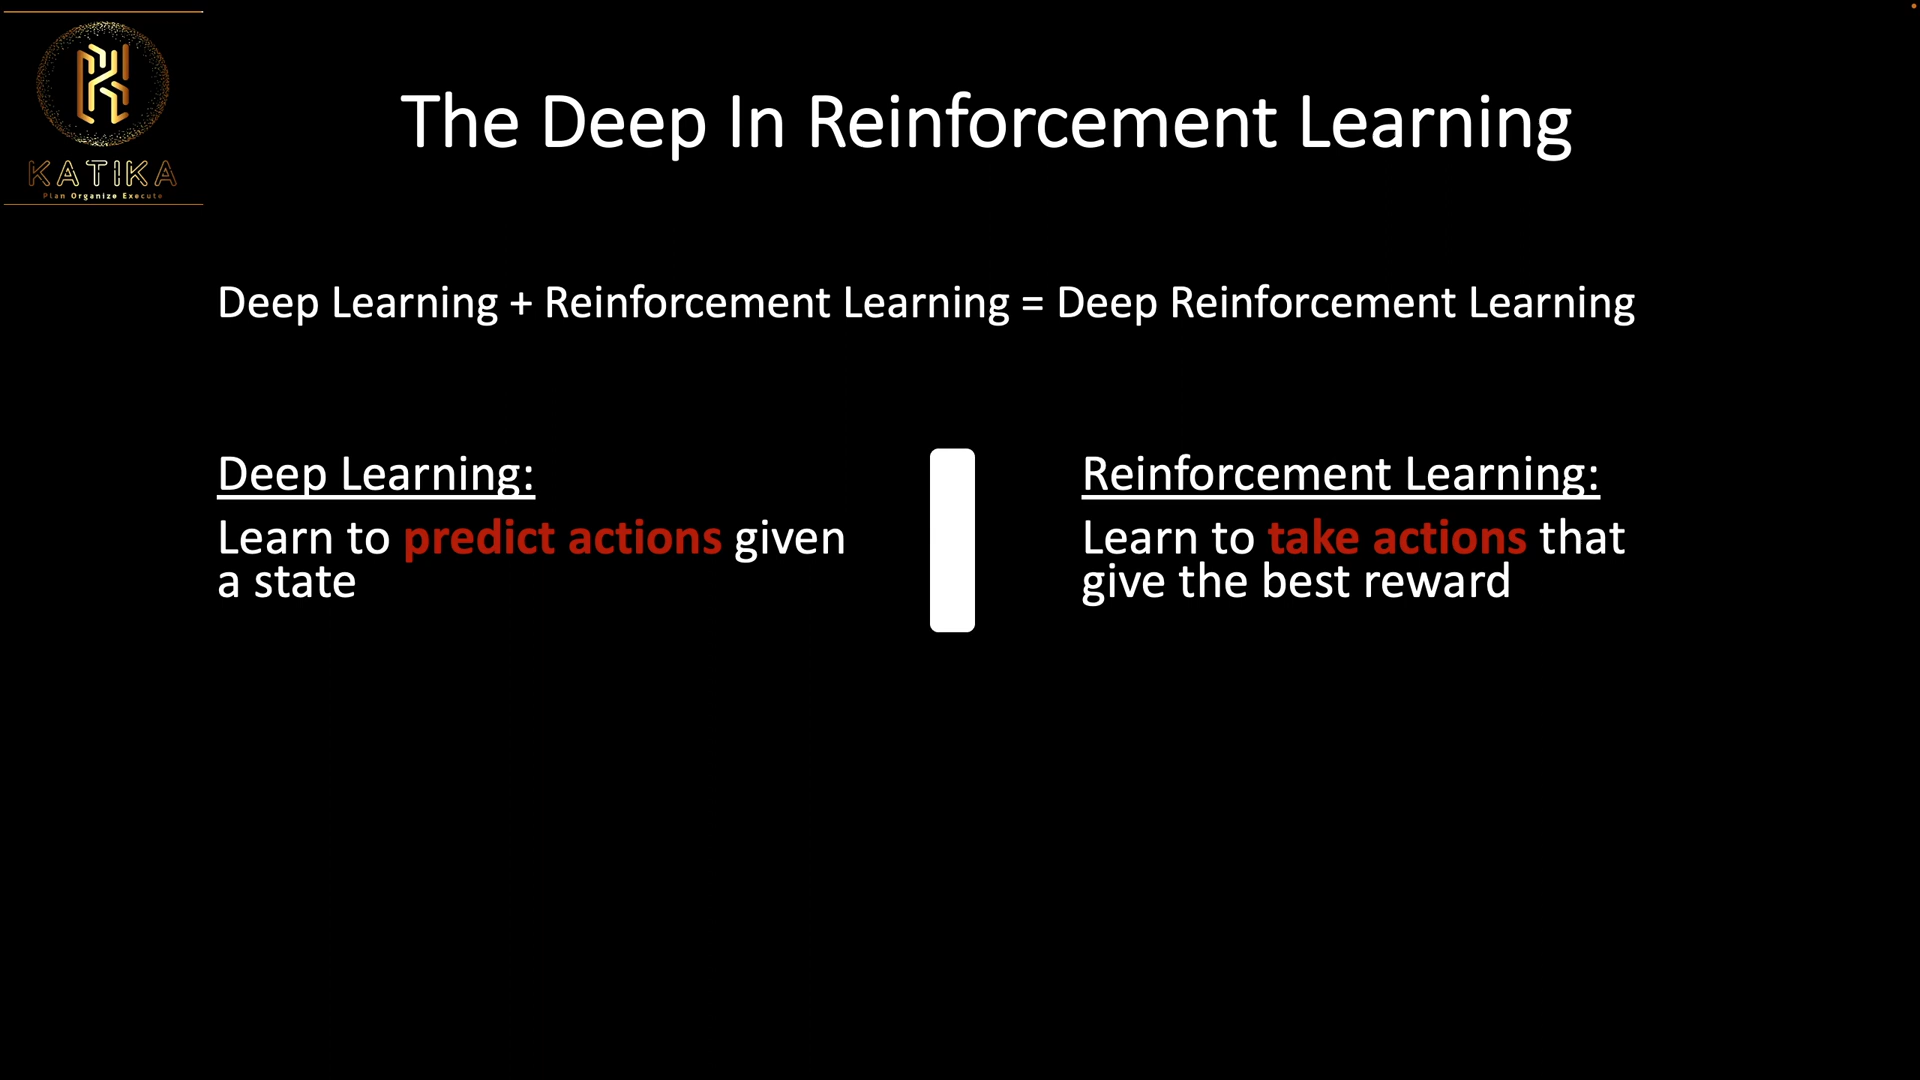 KATIKA
Plan Organize Execute
The Deep In Reinforcement Learning
Deep Learning + Reinforcement Learning = Deep Reinforcement Learning
Deep Learning:
Learn to predict actions given
a state
Reinforcement Learning:
Learn to take actions that
give the best reward